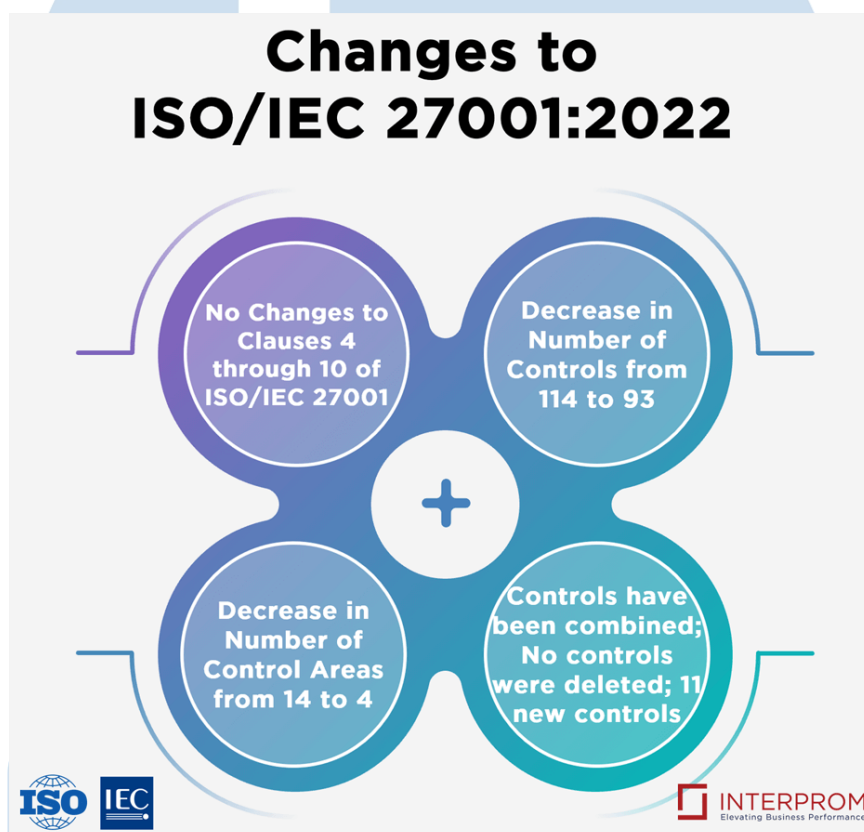 Changes to
ISO/IEC 27001:2022
No Changes to
Clauses 4
through 10 of
ISO/IEC 27001
Decrease in
Number of
Controls from
114 to 93
Decrease in
Number of
Control Areas
from 14 to 4
Controls have
been combined;
No controls
were deleted; 11
new controls
ISO
IEC
INTERPROM
Elevating Business Performance